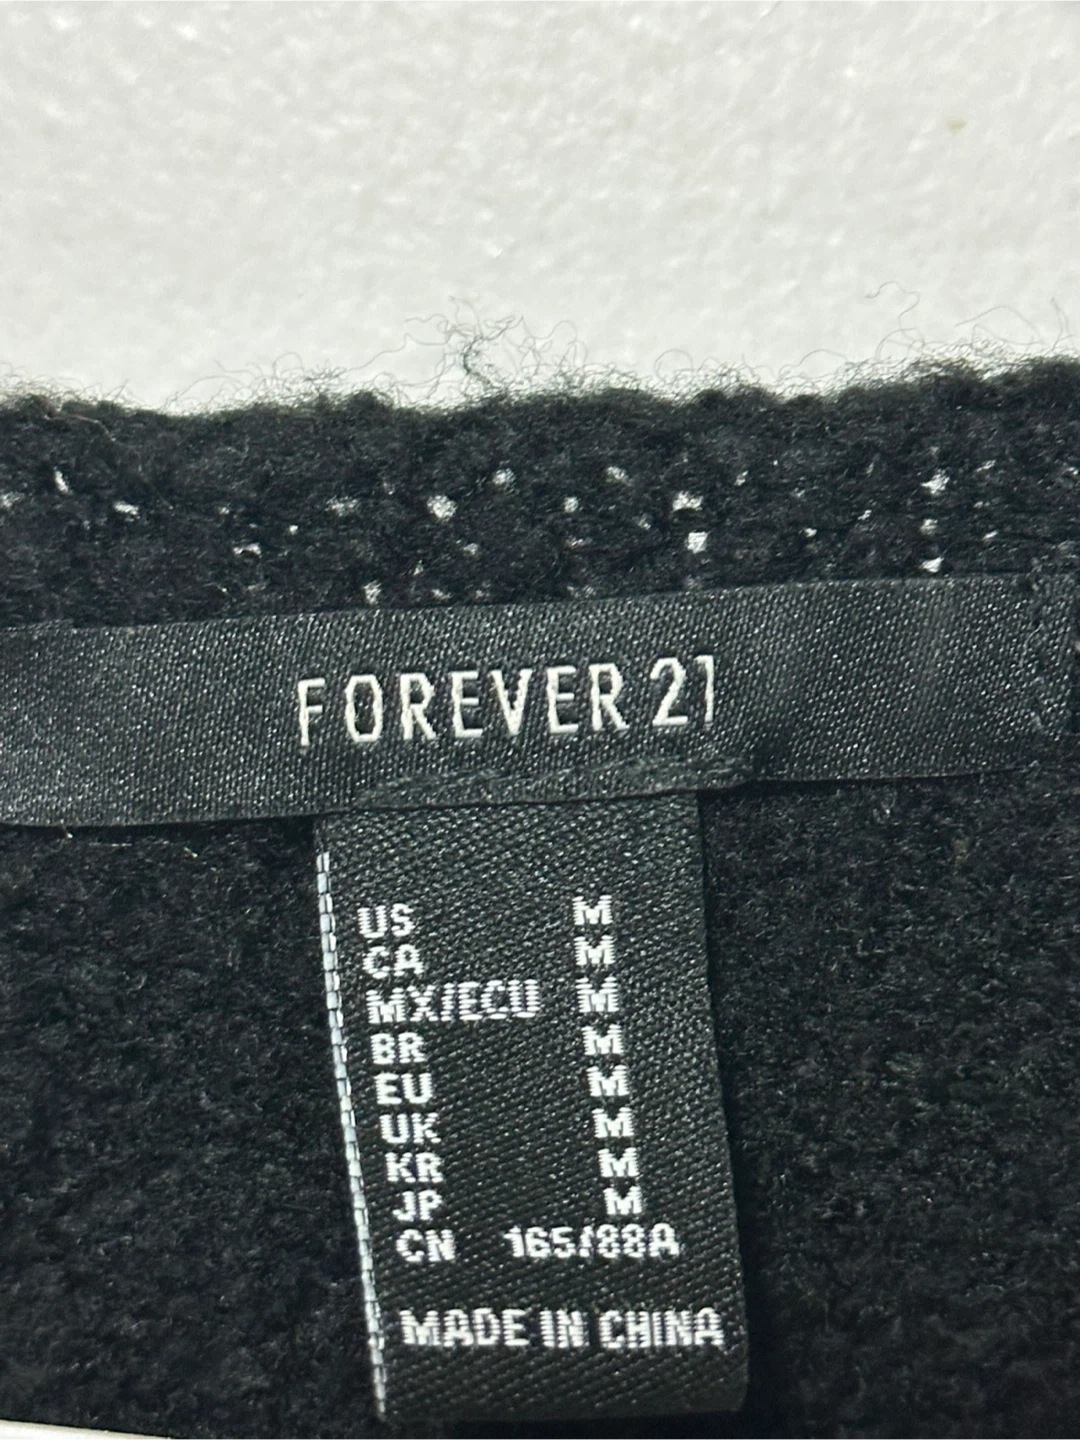 FOREVER 21
US M
CA M
MX/ECU M
BR M
EU M
UK M
KR M
JP M
CN 165/88A
MADE IN CHINA